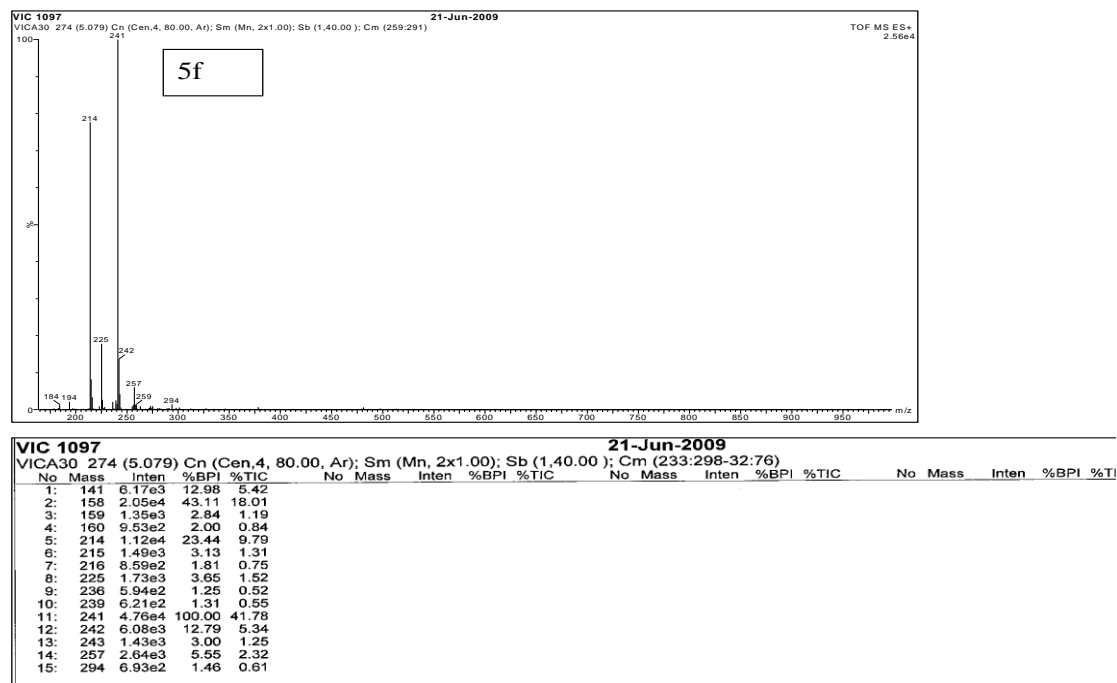 VIC 1097 21-Jun-2009
VICA30 274 (5.079) Cn (Cen,4, 80.00, Ar); Sm (Mn, 2x1.00); Sb (1,40.00 ); Cm (259:291) TOF MS ES+
2.56e4
100
241
5f
214
%
225
242
257
184 194 259 294
0
200 250 300 350 400 450 500 550 600 650 700 750 800 850 900 950 m/z
VIC 1097 21-Jun-2009
VICA30 274 (5.079) Cn (Cen,4, 80.00, Ar); Sm (Mn, 2x1.00); Sb (1,40.00 ); Cm (233:298-32:76)
No Mass Inten %BPI %TIC No Mass Inten %BPI %TIC No Mass Inten %BPI %TIC No Mass Inten %BPI %TI
1: 141 6.17e3 12.98 5.42
2: 158 2.05e4 43.11 18.01
3: 159 1.35e3 2.84 1.19
4: 160 9.53e2 2.00 0.84
5: 214 1.12e4 23.44 9.79
6: 215 1.49e3 3.13 1.31
7: 216 8.59e2 1.81 0.75
8: 225 1.73e3 3.65 1.52
9: 236 5.94e2 1.25 0.52
10: 239 6.21e2 1.31 0.55
11: 241 4.76e4 100.00 41.78
12: 242 6.08e3 12.79 5.34
13: 243 1.43e3 3.00 1.25
14: 257 2.64e3 5.55 2.32
15: 294 6.93e2 1.46 0.61